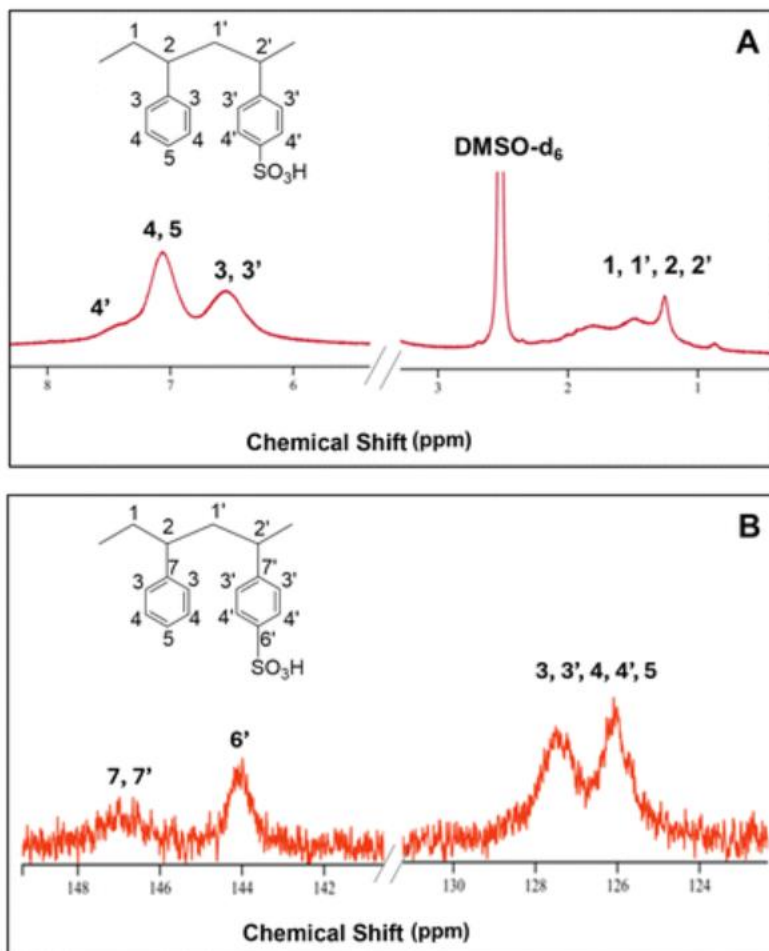 A
1 2 1' 2'
3 3 3' 3'
4 4 4' 4'
5
SO3H
DMSO-d6
4, 5
3, 3'
4'
1, 1', 2, 2'
8 7 6 3 2 1
Chemical Shift (ppm)
B
1 2 1' 2'
7 7'
3 3 3' 3'
4 4 4' 4'
5 6'
SO3H
3, 3', 4, 4', 5
6'
7, 7'
148 146 144 142 130 128 126 124
Chemical Shift (ppm)